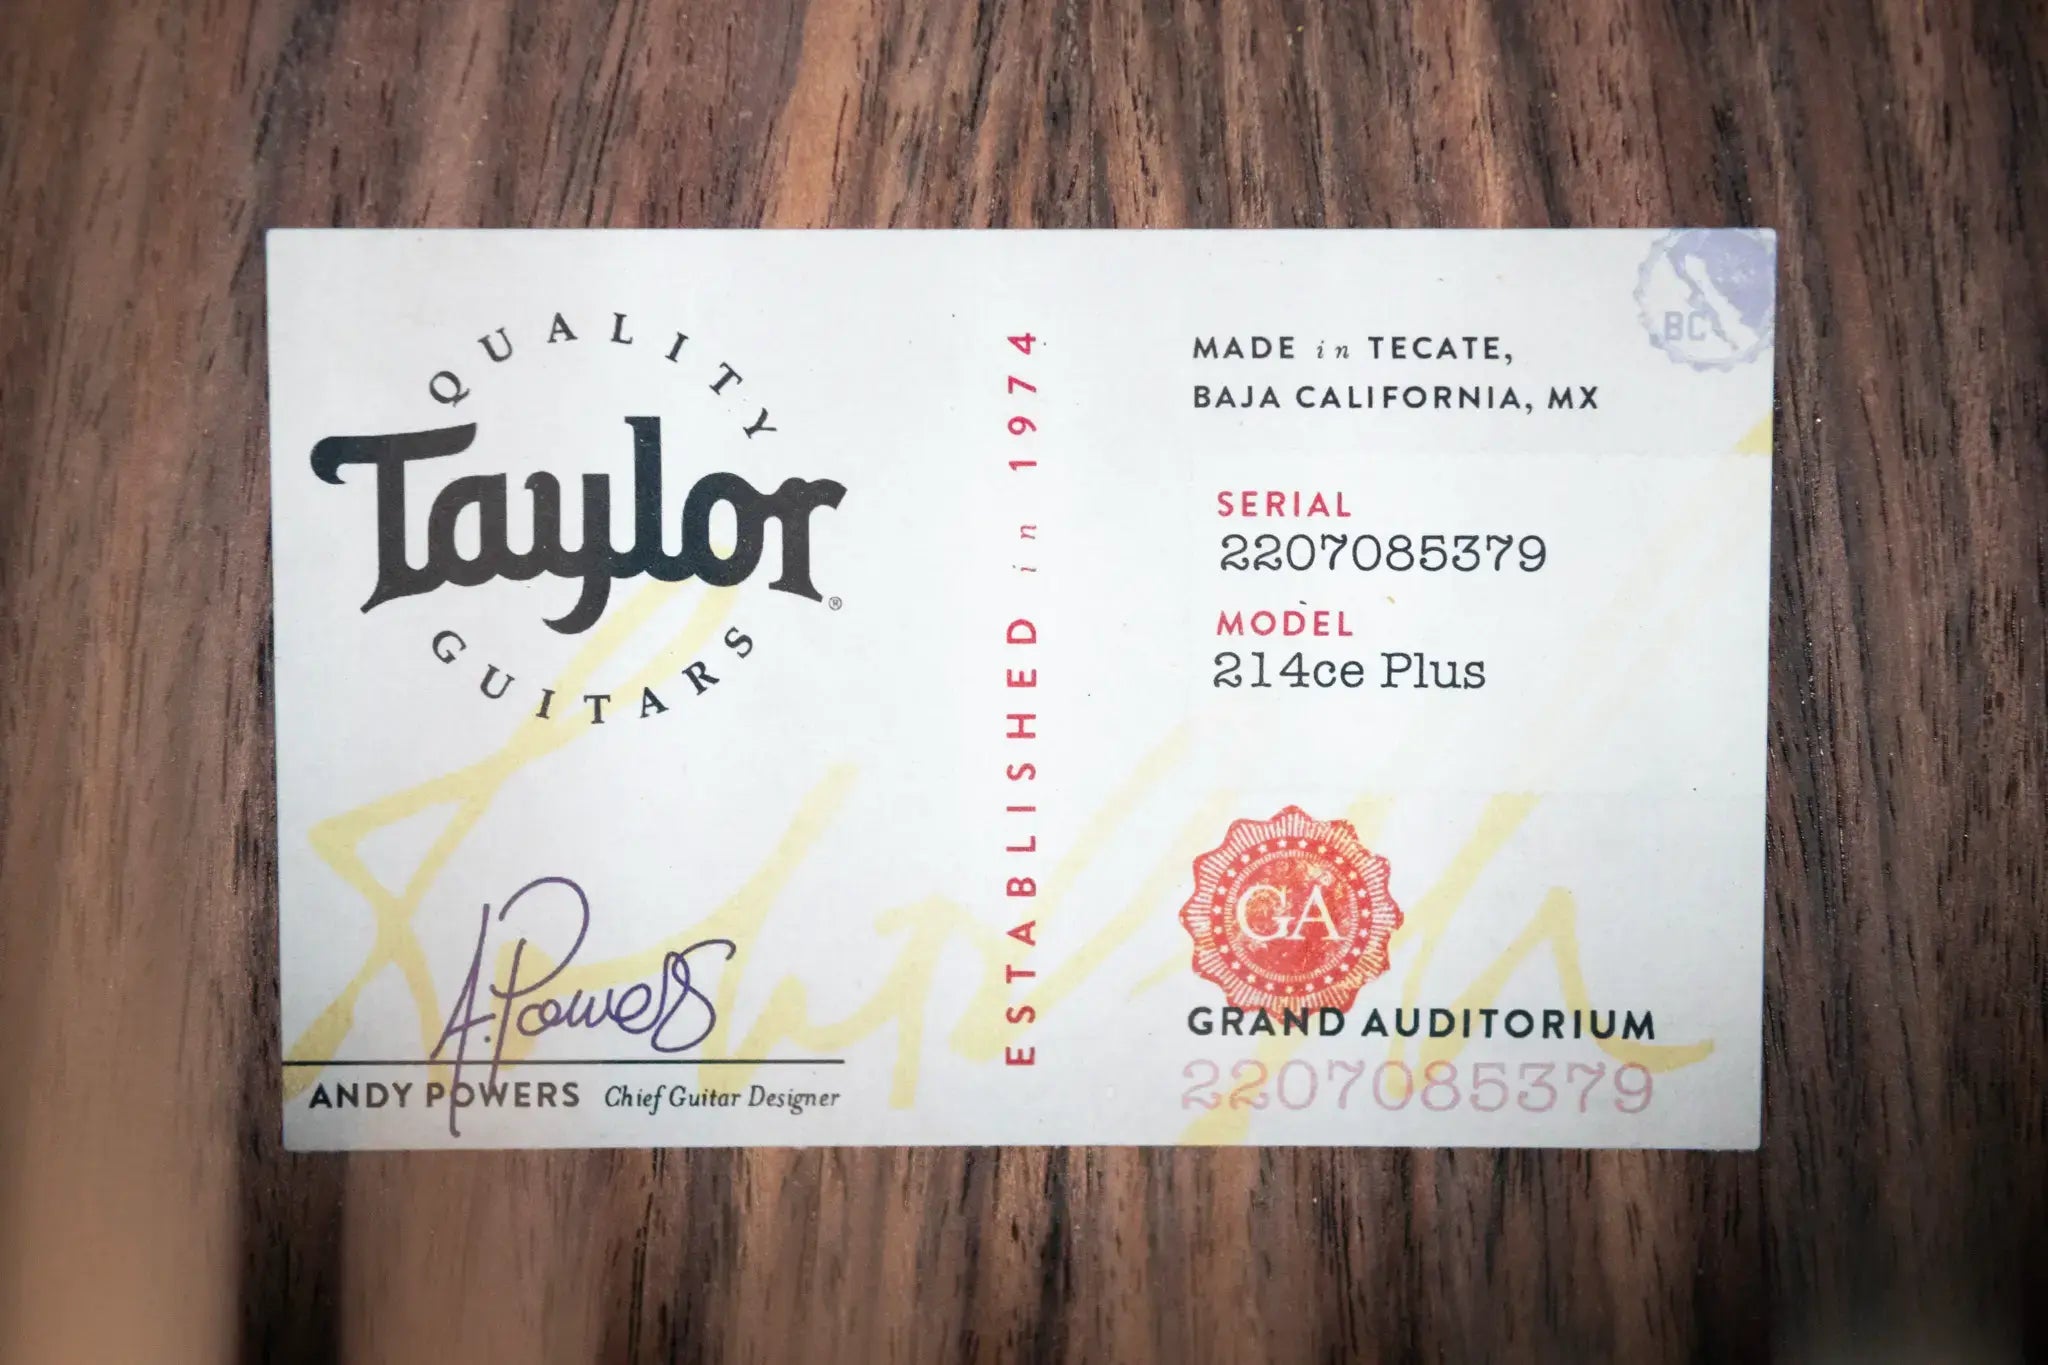 QUALITY
Taylor®
GUITARS
A. Powers
ANDY POWERS Chief Guitar Designer
ESTABLISHED in 1974
BC
MADE in TECATE,
BAJA CALIFORNIA, MX
SERIAL
2207085379
MODEL
214ce Plus
GA
GRAND AUDITORIUM
2207085379